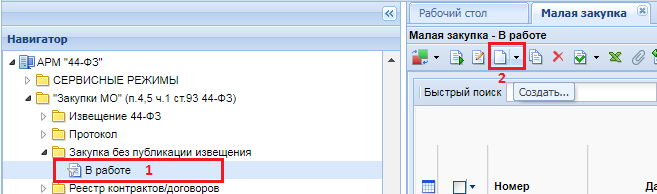 Навигатор
АРМ "44-ФЗ"
СЕРВИСНЫЕ РЕЖИМЫ
"Закупки МО" (п.4,5 ч.1 ст.93 44-ФЗ)
Извещение 44-ФЗ
Протокол
Закупка без публикации извещения
В работе 1
Реестр контрактов/договоров
Рабочий стол Малая закупка
Малая закупка - В работе
2
Быстрый поиск Создать...
Номер Да